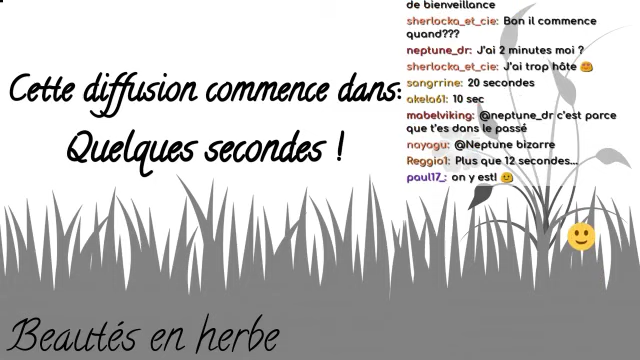 Cette diffusion commence dans:
Quelques secondes !
de bienveillance
sherlocka_et_cie: Bon il commence
quand???
neptune_dr: J'ai 2 minutes moi ?
sherlocka_et_cie: J'ai trop hâte 🤗
sangrrine: 20 secondes
akela61: 10 sec
mabelviking: @neptune_dr c'est parce
que t'es dans le passé
nayagu: @Neptune bizarre
Reggio1: Plus que 12 secondes...
paul17_: on y est! 🙂
Beautés en herbe